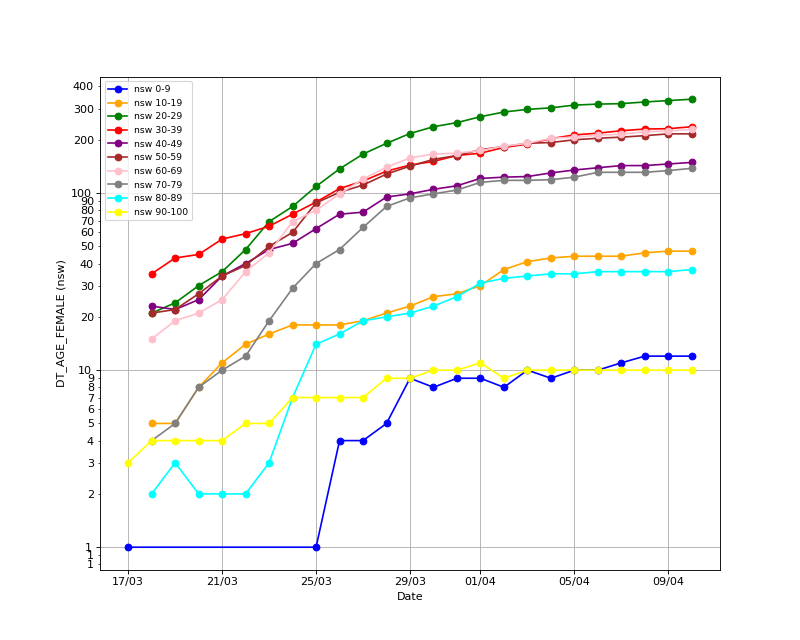 400
300
200
100
90
80
70
60
50
40
30
20
10
9
8
7
6
5
4
3
2
1
1
1
DT_AGE_FEMALE (nsw)
nsw 0-9
nsw 10-19
nsw 20-29
nsw 30-39
nsw 40-49
nsw 50-59
nsw 60-69
nsw 70-79
nsw 80-89
nsw 90-100
17/03 21/03 25/03 29/03 01/04 05/04 09/04
Date